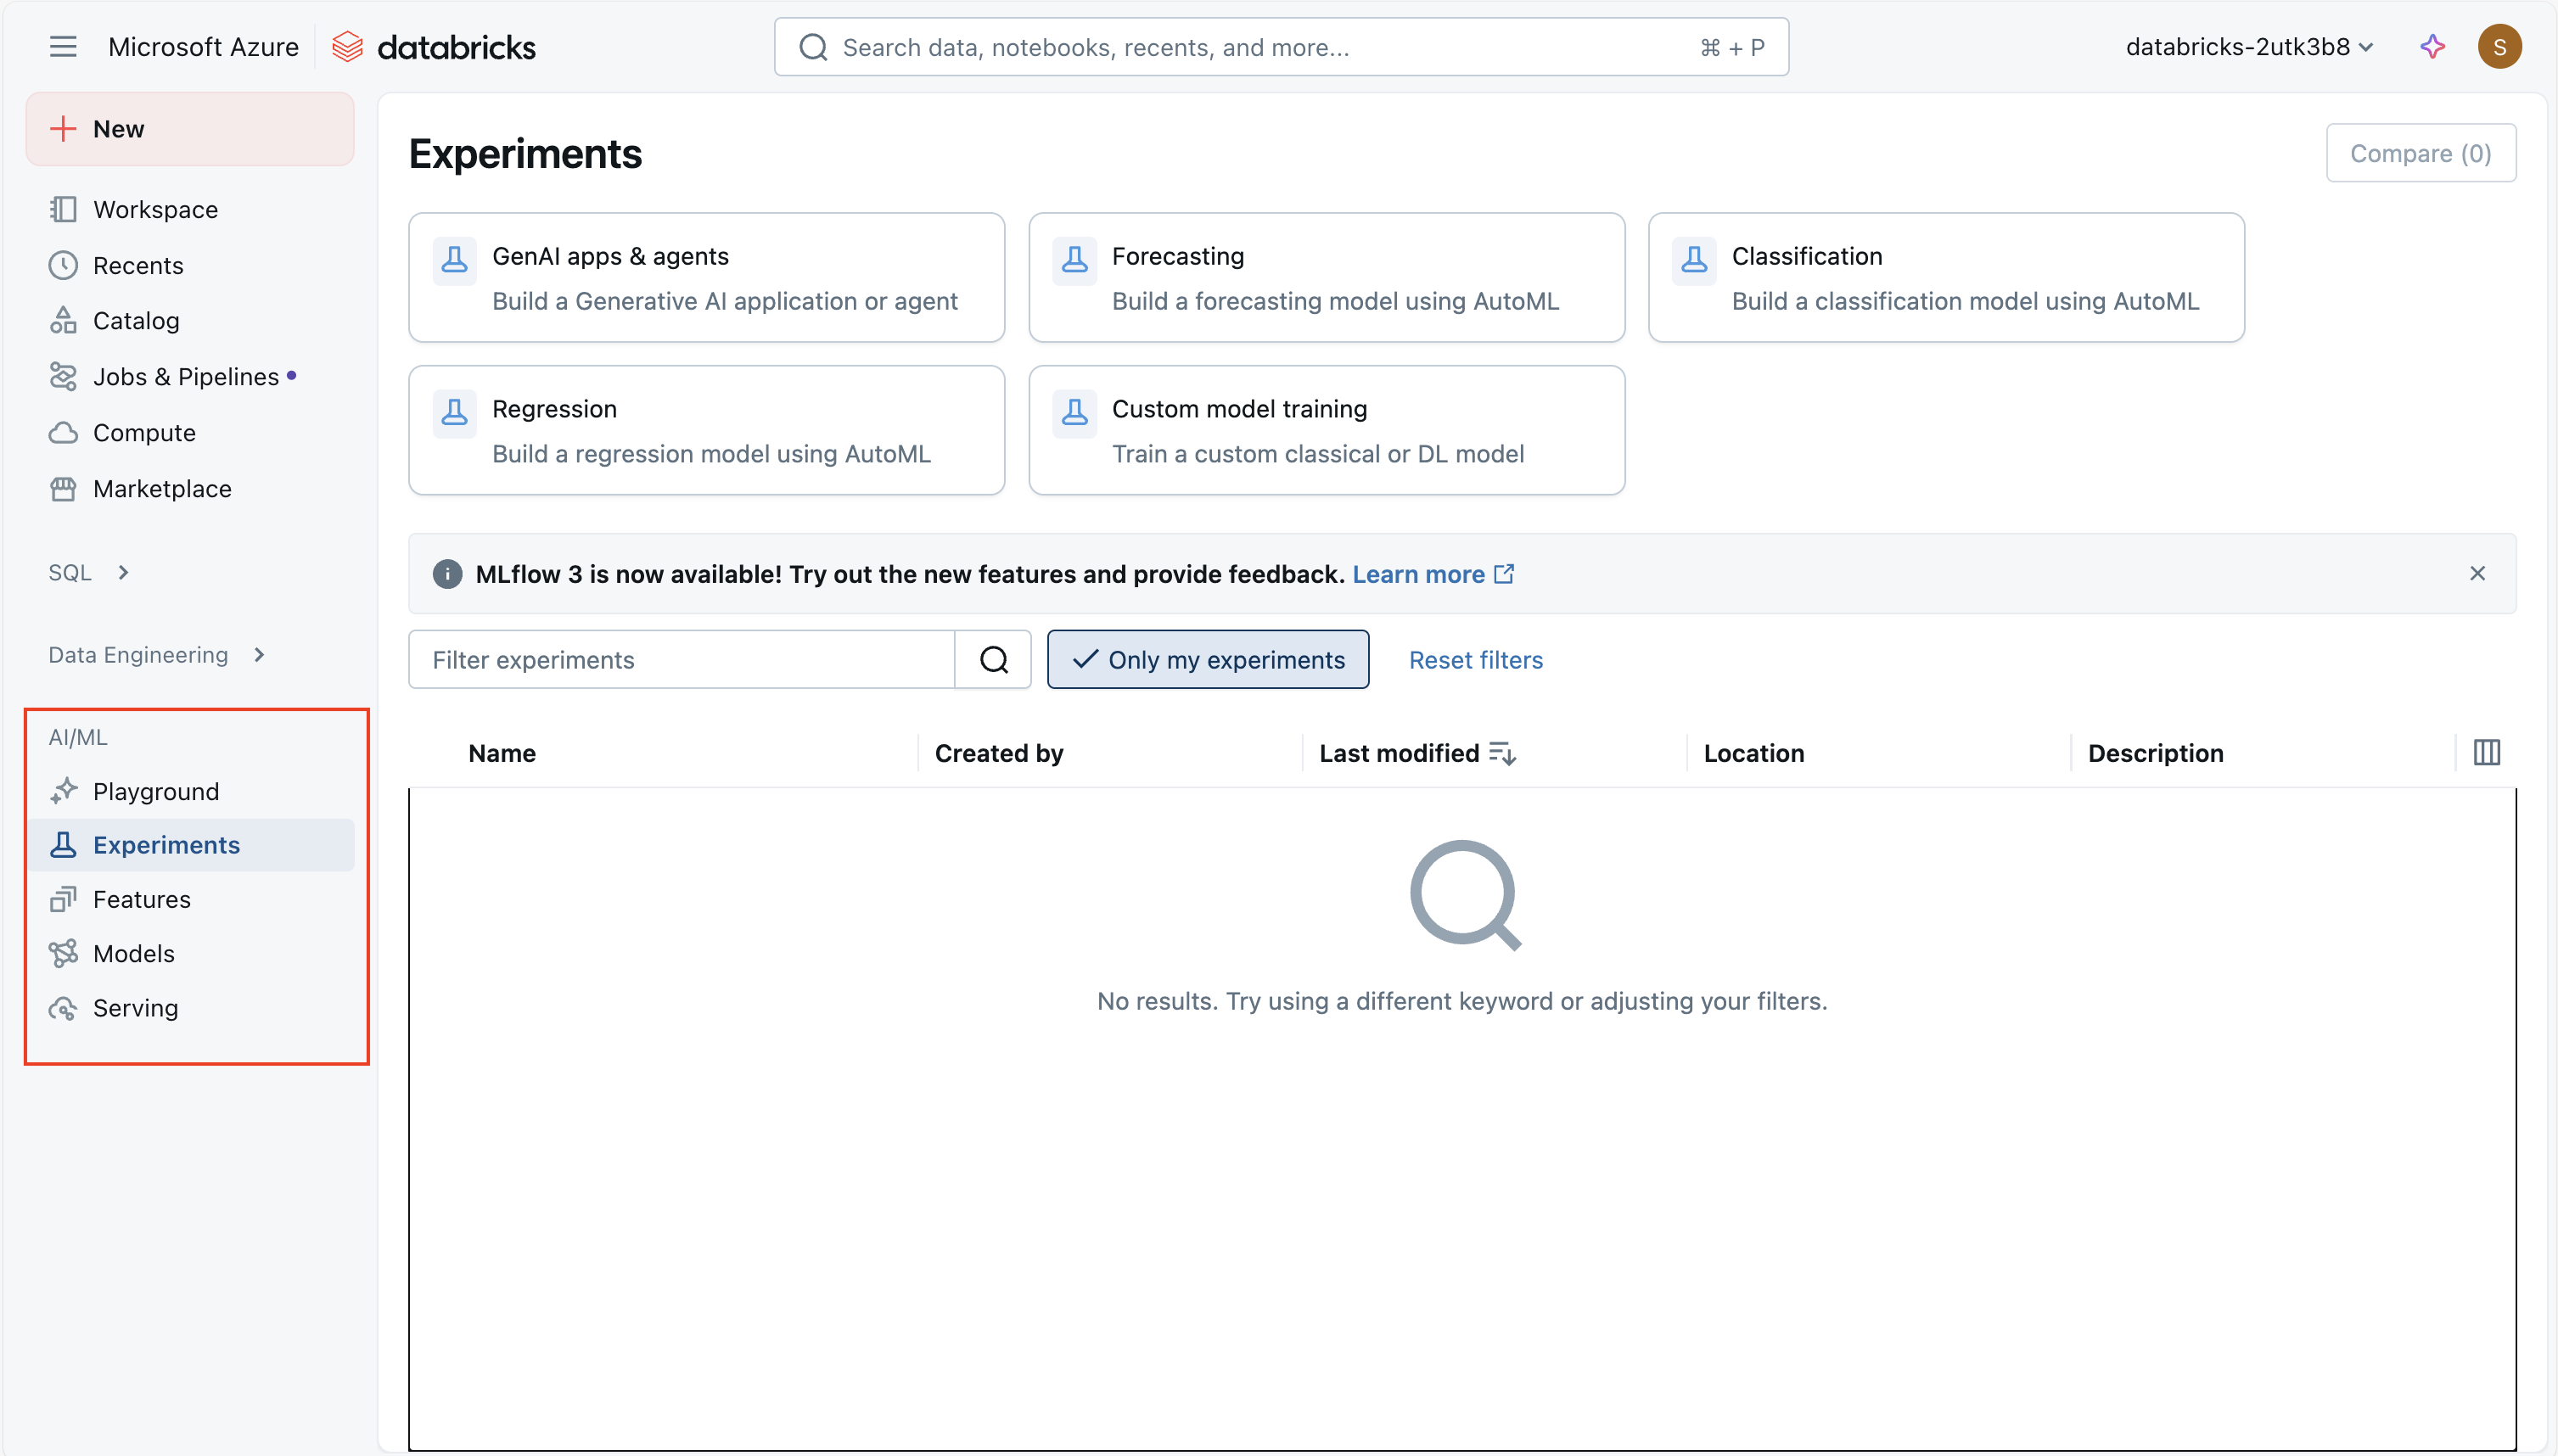 Microsoft Azure databricks
Search data, notebooks, recents, and more... ⌘ + P
databricks-2utk3b8
S
New
Workspace
Recents
Catalog
Jobs & Pipelines
Compute
Marketplace
SQL
Data Engineering
AI/ML
Playground
Experiments
Features
Models
Serving
Experiments
Compare (0)
GenAI apps & agents
Build a Generative AI application or agent
Forecasting
Build a forecasting model using AutoML
Classification
Build a classification model using AutoML
Regression
Build a regression model using AutoML
Custom model training
Train a custom classical or DL model
MLflow 3 is now available! Try out the new features and provide feedback. Learn more
Filter experiments
Only my experiments
Reset filters
Name Created by Last modified Location Description
No results. Try using a different keyword or adjusting your filters.